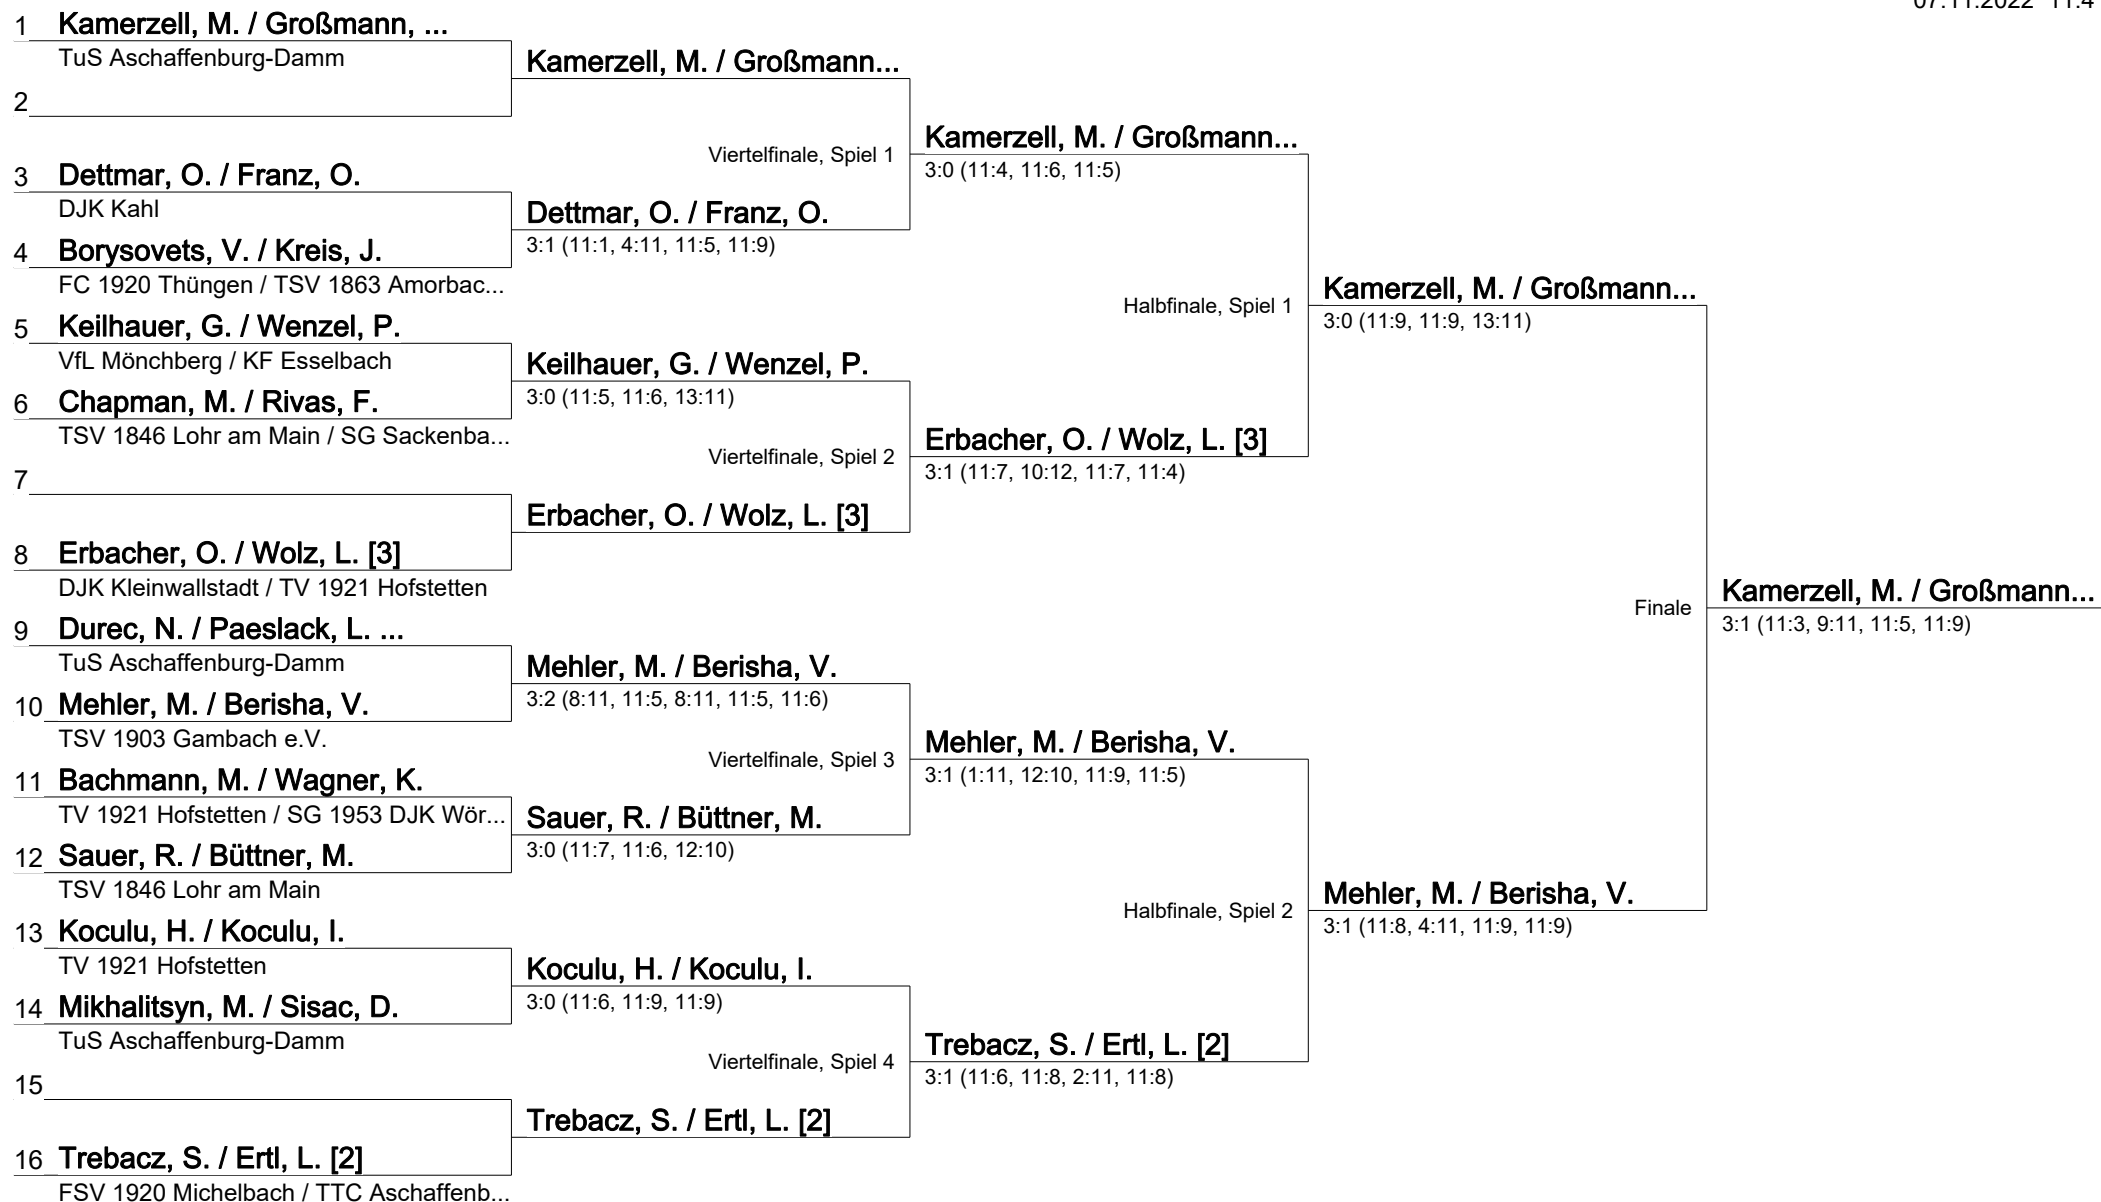 07.11.2022 11:4
1 Kamerzell, M. / Großmann, ...
TuS Aschaffenburg-Damm
2
3 Dettmar, O. / Franz, O.
DJK Kahl
4 Borysovets, V. / Kreis, J.
FC 1920 Thüngen / TSV 1863 Amorbac...
5 Keilhauer, G. / Wenzel, P.
VfL Mönchberg / KF Esselbach
6 Chapman, M. / Rivas, F.
TSV 1846 Lohr am Main / SG Sackenba...
7
8 Erbacher, O. / Wolz, L. [3]
DJK Kleinwallstadt / TV 1921 Hofstetten
9 Durec, N. / Paeslack, L. ...
TuS Aschaffenburg-Damm
10 Mehler, M. / Berisha, V.
TSV 1903 Gambach e.V.
11 Bachmann, M. / Wagner, K.
TV 1921 Hofstetten / SG 1953 DJK Wör...
12 Sauer, R. / Büttner, M.
TSV 1846 Lohr am Main
13 Koculu, H. / Koculu, I.
TV 1921 Hofstetten
14 Mikhalitsyn, M. / Sisac, D.
TuS Aschaffenburg-Damm
15
16 Trebacz, S. / Ertl, L. [2]
FSV 1920 Michelbach / TTC Aschaffenb...
Kamerzell, M. / Großmann...
Viertelfinale, Spiel 1
Dettmar, O. / Franz, O.
3:1 (11:1, 4:11, 11:5, 11:9)
Keilhauer, G. / Wenzel, P.
3:0 (11:5, 11:6, 13:11)
Viertelfinale, Spiel 2
Erbacher, O. / Wolz, L. [3]
Mehler, M. / Berisha, V.
3:2 (8:11, 11:5, 8:11, 11:5, 11:6)
Viertelfinale, Spiel 3
Sauer, R. / Büttner, M.
3:0 (11:7, 11:6, 12:10)
Koculu, H. / Koculu, I.
3:0 (11:6, 11:9, 11:9)
Viertelfinale, Spiel 4
Trebacz, S. / Ertl, L. [2]
Kamerzell, M. / Großmann...
3:0 (11:4, 11:6, 11:5)
Halbfinale, Spiel 1
Erbacher, O. / Wolz, L. [3]
3:1 (11:7, 10:12, 11:7, 11:4)
Mehler, M. / Berisha, V.
3:1 (1:11, 12:10, 11:9, 11:5)
Halbfinale, Spiel 2
Trebacz, S. / Ertl, L. [2]
3:1 (11:6, 11:8, 2:11, 11:8)
Kamerzell, M. / Großmann...
3:0 (11:9, 11:9, 13:11)
Finale
Mehler, M. / Berisha, V.
3:1 (11:8, 4:11, 11:9, 11:9)
Kamerzell, M. / Großmann...
3:1 (11:3, 9:11, 11:5, 11:9)